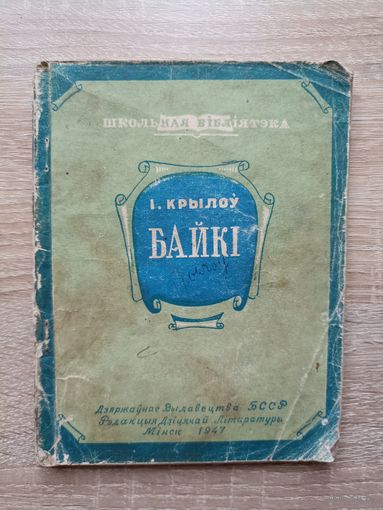 ШКОЛЬНАЯ БІБЛІЯТЭКА
І. КРЫЛОЎ
БАЙКІ
Дзяржаўнае Выдавецтва БССР
Рэдакцыя Дзіцячай Літаратуры
Мінск 1947